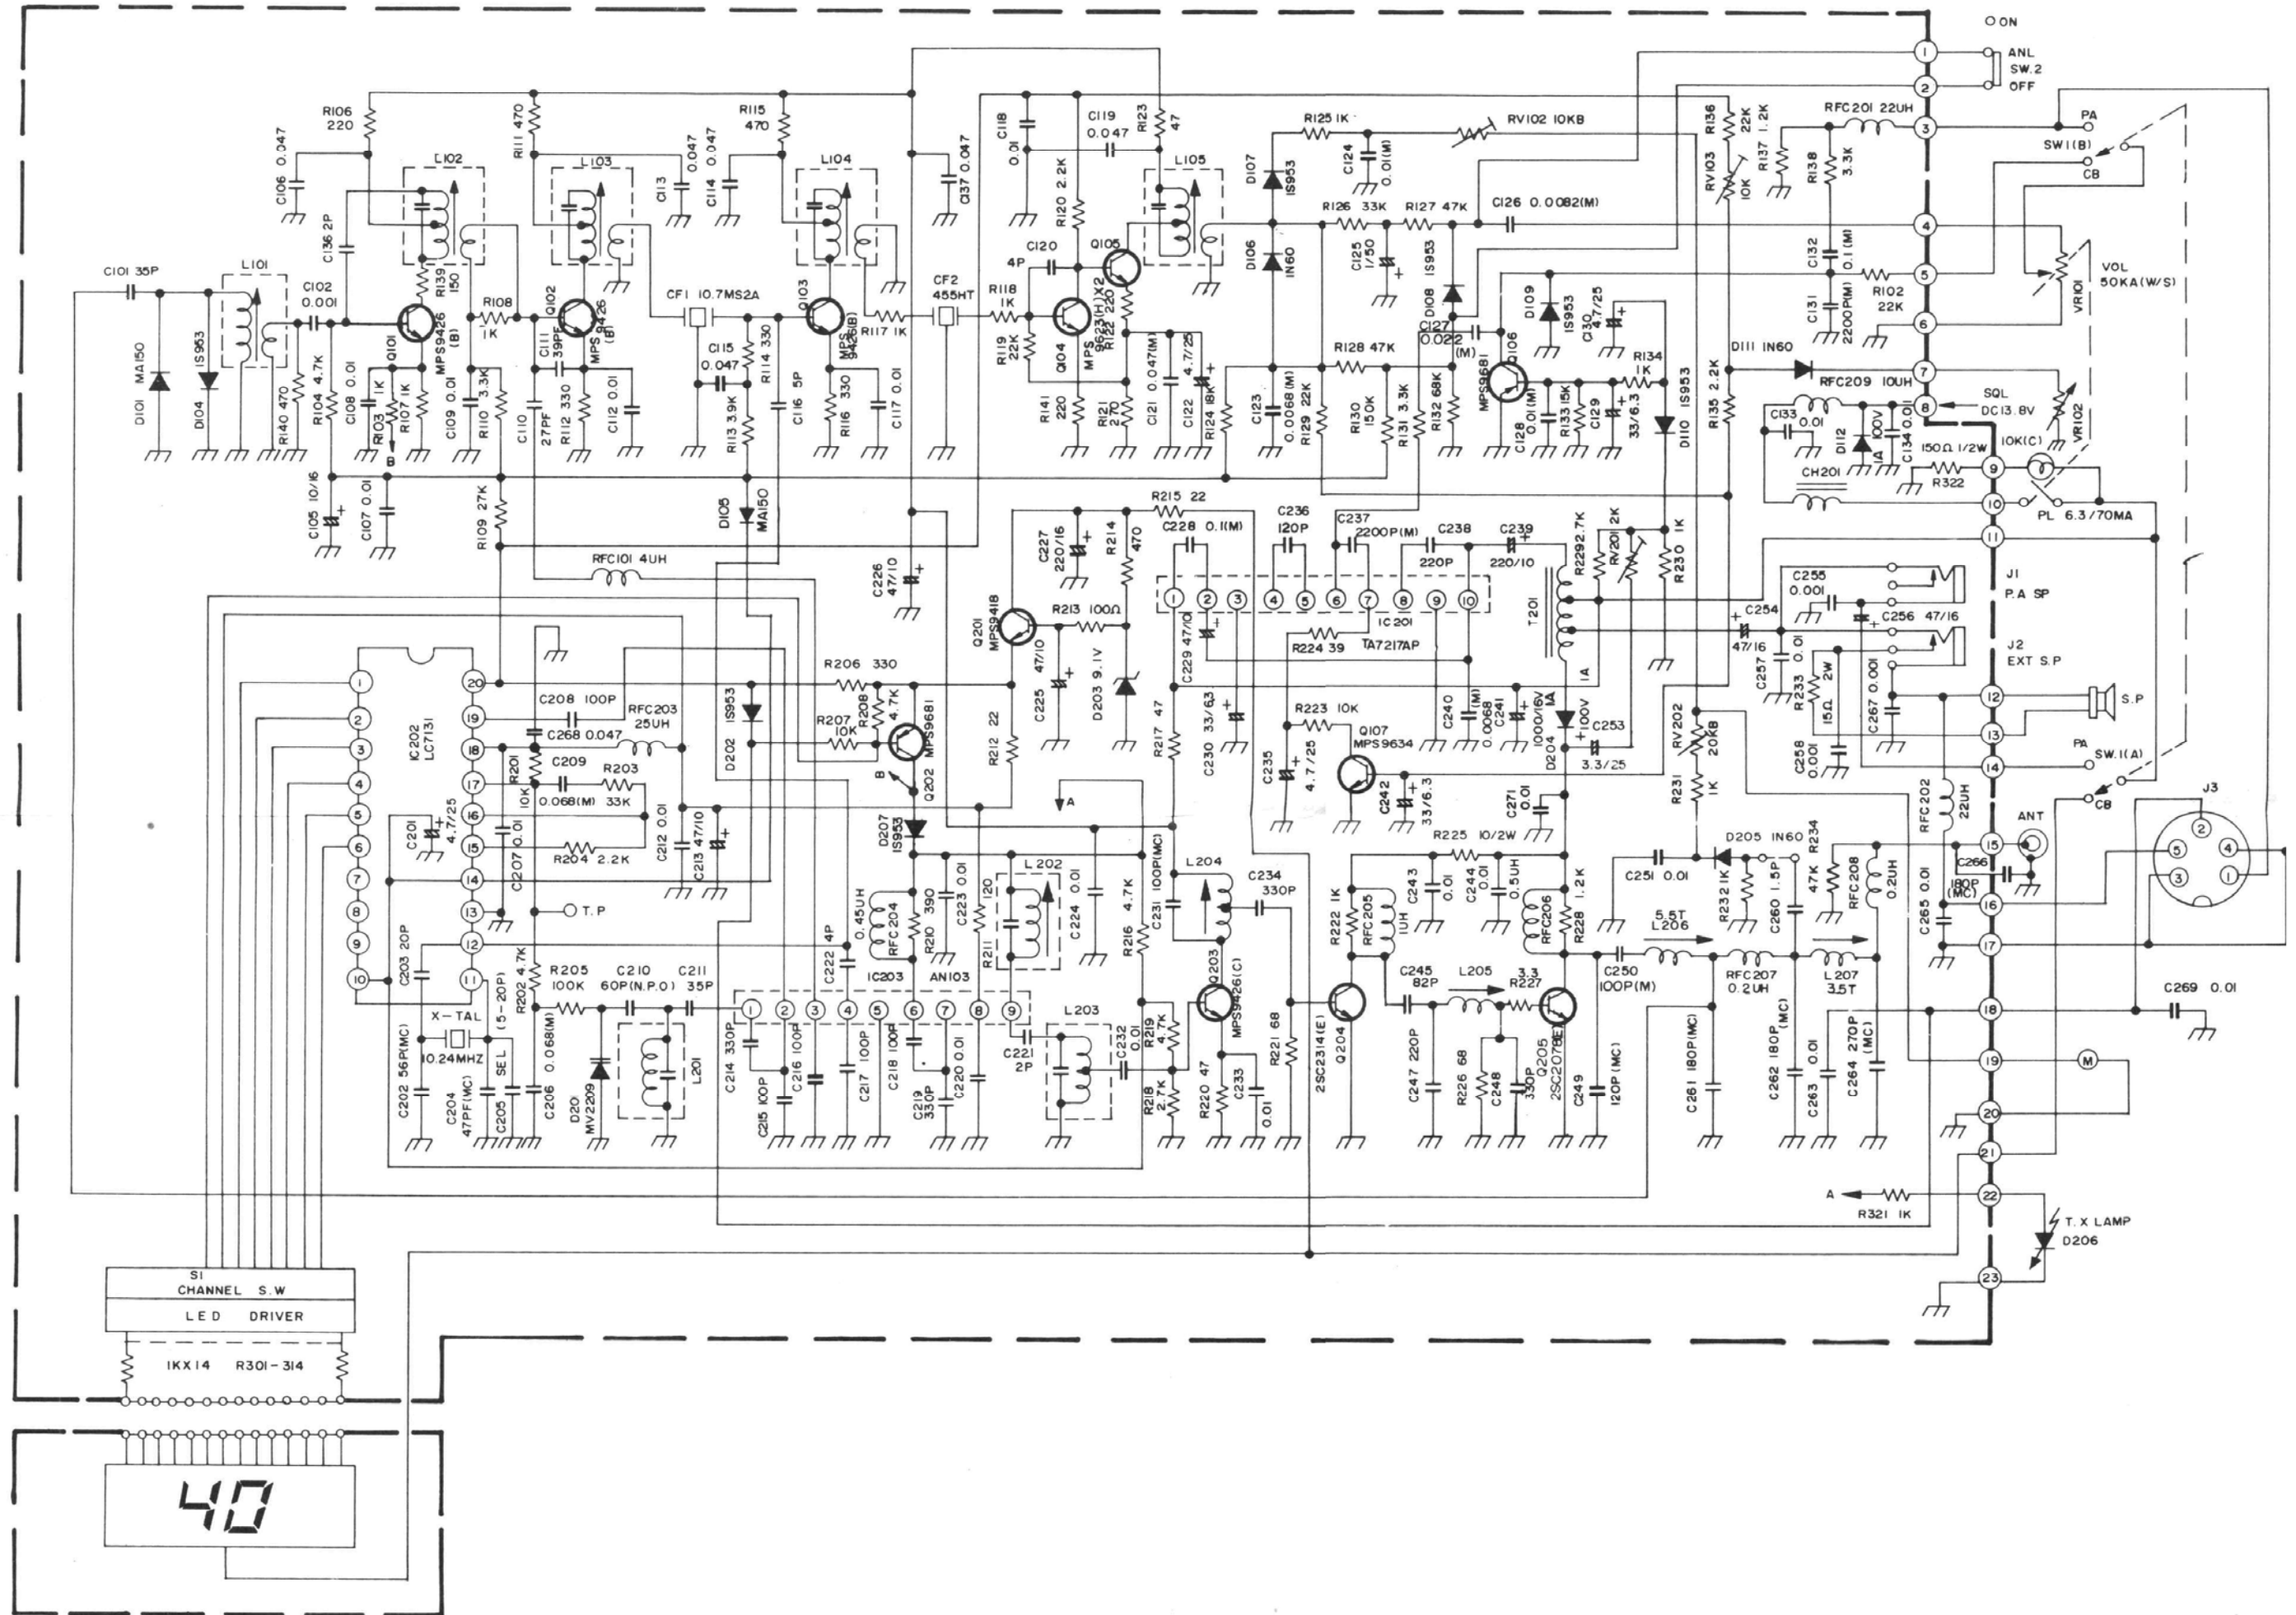 ON
ANL
SW.2
OFF
R106
220
R111 470
R115
470
C118
0.01
C119
0.047
R123
47
R125 1K
RV102 10KB
R136
22K
R137 1.2K
RFC201 22UH
PA
SW1(B)
CB
C106 0.047
L102
L103
C113
0.047
C114 0.047
L104
C137 0.047
R120 2.2K
L105
D107
1S953
C124
0.01(M)
RV103
10K
R138
3.3K
C136 2P
R139
150
R126 33K
R127 47K
C126 0.0082(M)
C101 35P
L101
C102
0.001
R108
1K
Q102
MPS 9426
(B)
CF1 10.7MS2A
Q103
MPS
9426(B)
R117 1K
CF2
455HT
R118
1K
C120
4P
Q105
D106
1N60
C125
1/50
1S953
D108
D109
1S953
C130
4.7/25
C132
0.1(M)
R102
22K
C131
2200P(M)
VOL
50KA(W/S)
VR101
D101 MA150
D104
1S953
R140 470
R104 4.7K
C108 0.01
R103 1K
Q101
MPS9426
(B)
R107 1K
B
C109 0.01
R110 3.3K
C111
39PF
C110
27PF
R112 330
C112 0.01
C115
0.047
R113 3.9K
R114 330
C116 5P
R116 330
C117 0.01
R119
22K
Q104
MPS
9623(H)X2
R122 220
R141
220
R121
270
C121 0.047(M)
C122 4.7/25
R124 18K
C123
0.0068(M)
R129 22K
R128 47K
R130
150K
R131 3.3K
R132 68K
C127
0.022
(M)
MPS9681
Q106
C128
0.01(M)
R133 15K
C129
33/6.3
R134
1K
D110 1S953
D111 1N60
R135 2.2K
RFC209 10UH
C133
0.01
D112
1A 100V
C134 0.01
SQL
DC13.8V
10K(C)
VR102
150Ω 1/2W
R322
CH201
PL 6.3/70MA
C105 10/16
C107 0.01
R109 27K
D105
MA150
RFC101 4UH
C226
47/10
C227
220/16
R214
470
R215 22
C228 0.1(M)
C236
120P
C237
2200P(M)
C238
220P
C239
220/10
R229 2.7K
RV201 2K
R230 1K
Q201
MPS9418
R213 100Ω
IC201
TA7217AP
R224 39
T201
C254
47/16
C255
0.001
J1
P.A SP
C256 47/16
J2
EXT S.P
S.P
IC202
LC7131
C208 100P
C268 0.047
RFC203
25UH
R206 330
R208
4.7K
1S953
D202
R207
10K
MPS9681
Q202
B
R212 22
C225 47/10
D203 9.1V
R217 47
C229 47/10
C230 33/6.3
R223 10K
C235
4.7/25
Q107
MPS9634
C242
33/6.3
C240
0.0068(M)
C241
1000/16V
1A
D204 1A 100V
C253
3.3/25
RV202
20KB
R231
1K
C257 0.01
R233
15Ω 2W
C258
0.001
C267 0.001
PA
SW.1(A)
CB
RFC202
22UH
J3
ANT
R201
10K
C209
0.068(M)
R203
33K
C201
4.7/25
C207 0.01
R204 2.2K
C212 0.01
C213 47/10
D207
1S953
A
L202
L204
C234
330P
R225 10/2W
C271
0.01
D205 1N60
C251 0.01
R232 1K
C260 1.5P
R234
47K
RFC208
0.2UH
C266
180P
(MC)
C265 0.01
T.P
C203 20P
0.45UH
RFC204
R210 390
C223 0.01
R211 120
C224 0.01
R216 4.7K
C231 100P(MC)
R222 1K
RFC205
1UH
C243
0.01
C244
0.01
0.5UH
RFC206
R228 1.2K
5.5T
L206
C250
100P(M)
RFC207
0.2UH
L207
3.5T
C222 4P
IC203
AN103
R202 4.7K
R205
100K
C210
60P(N.P.O)
C211
35P
X-TAL
10.24MHZ
C202 56P(MC)
C204
47PF(MC)
C205 SEL (5-20P)
C206 0.068(M)
D201
MV2209
L201
C214 330P
C215 100P
C216 100P
C217 100P
C218 100P
C219
330P
C220 0.01
C221
2P
L203
C232
0.01
R219
4.7K
R218
2.7K
Q203
MPS9426(C)
R220 47
C233
0.01
R221 68
2SC2314(E)
Q204
C245
82P
L205
3.3
R227
C247 220P
R226 68
C248
330P
Q205
2SC2078(E)
C249
120P(MC)
C261 180P(MC)
C262 180P
(MC)
C263 0.01
C264 270P
(MC)
C269 0.01
M
A
R321 1K
T.X LAMP
D206
S1
CHANNEL S.W
LED DRIVER
1KX14 R301-314
40